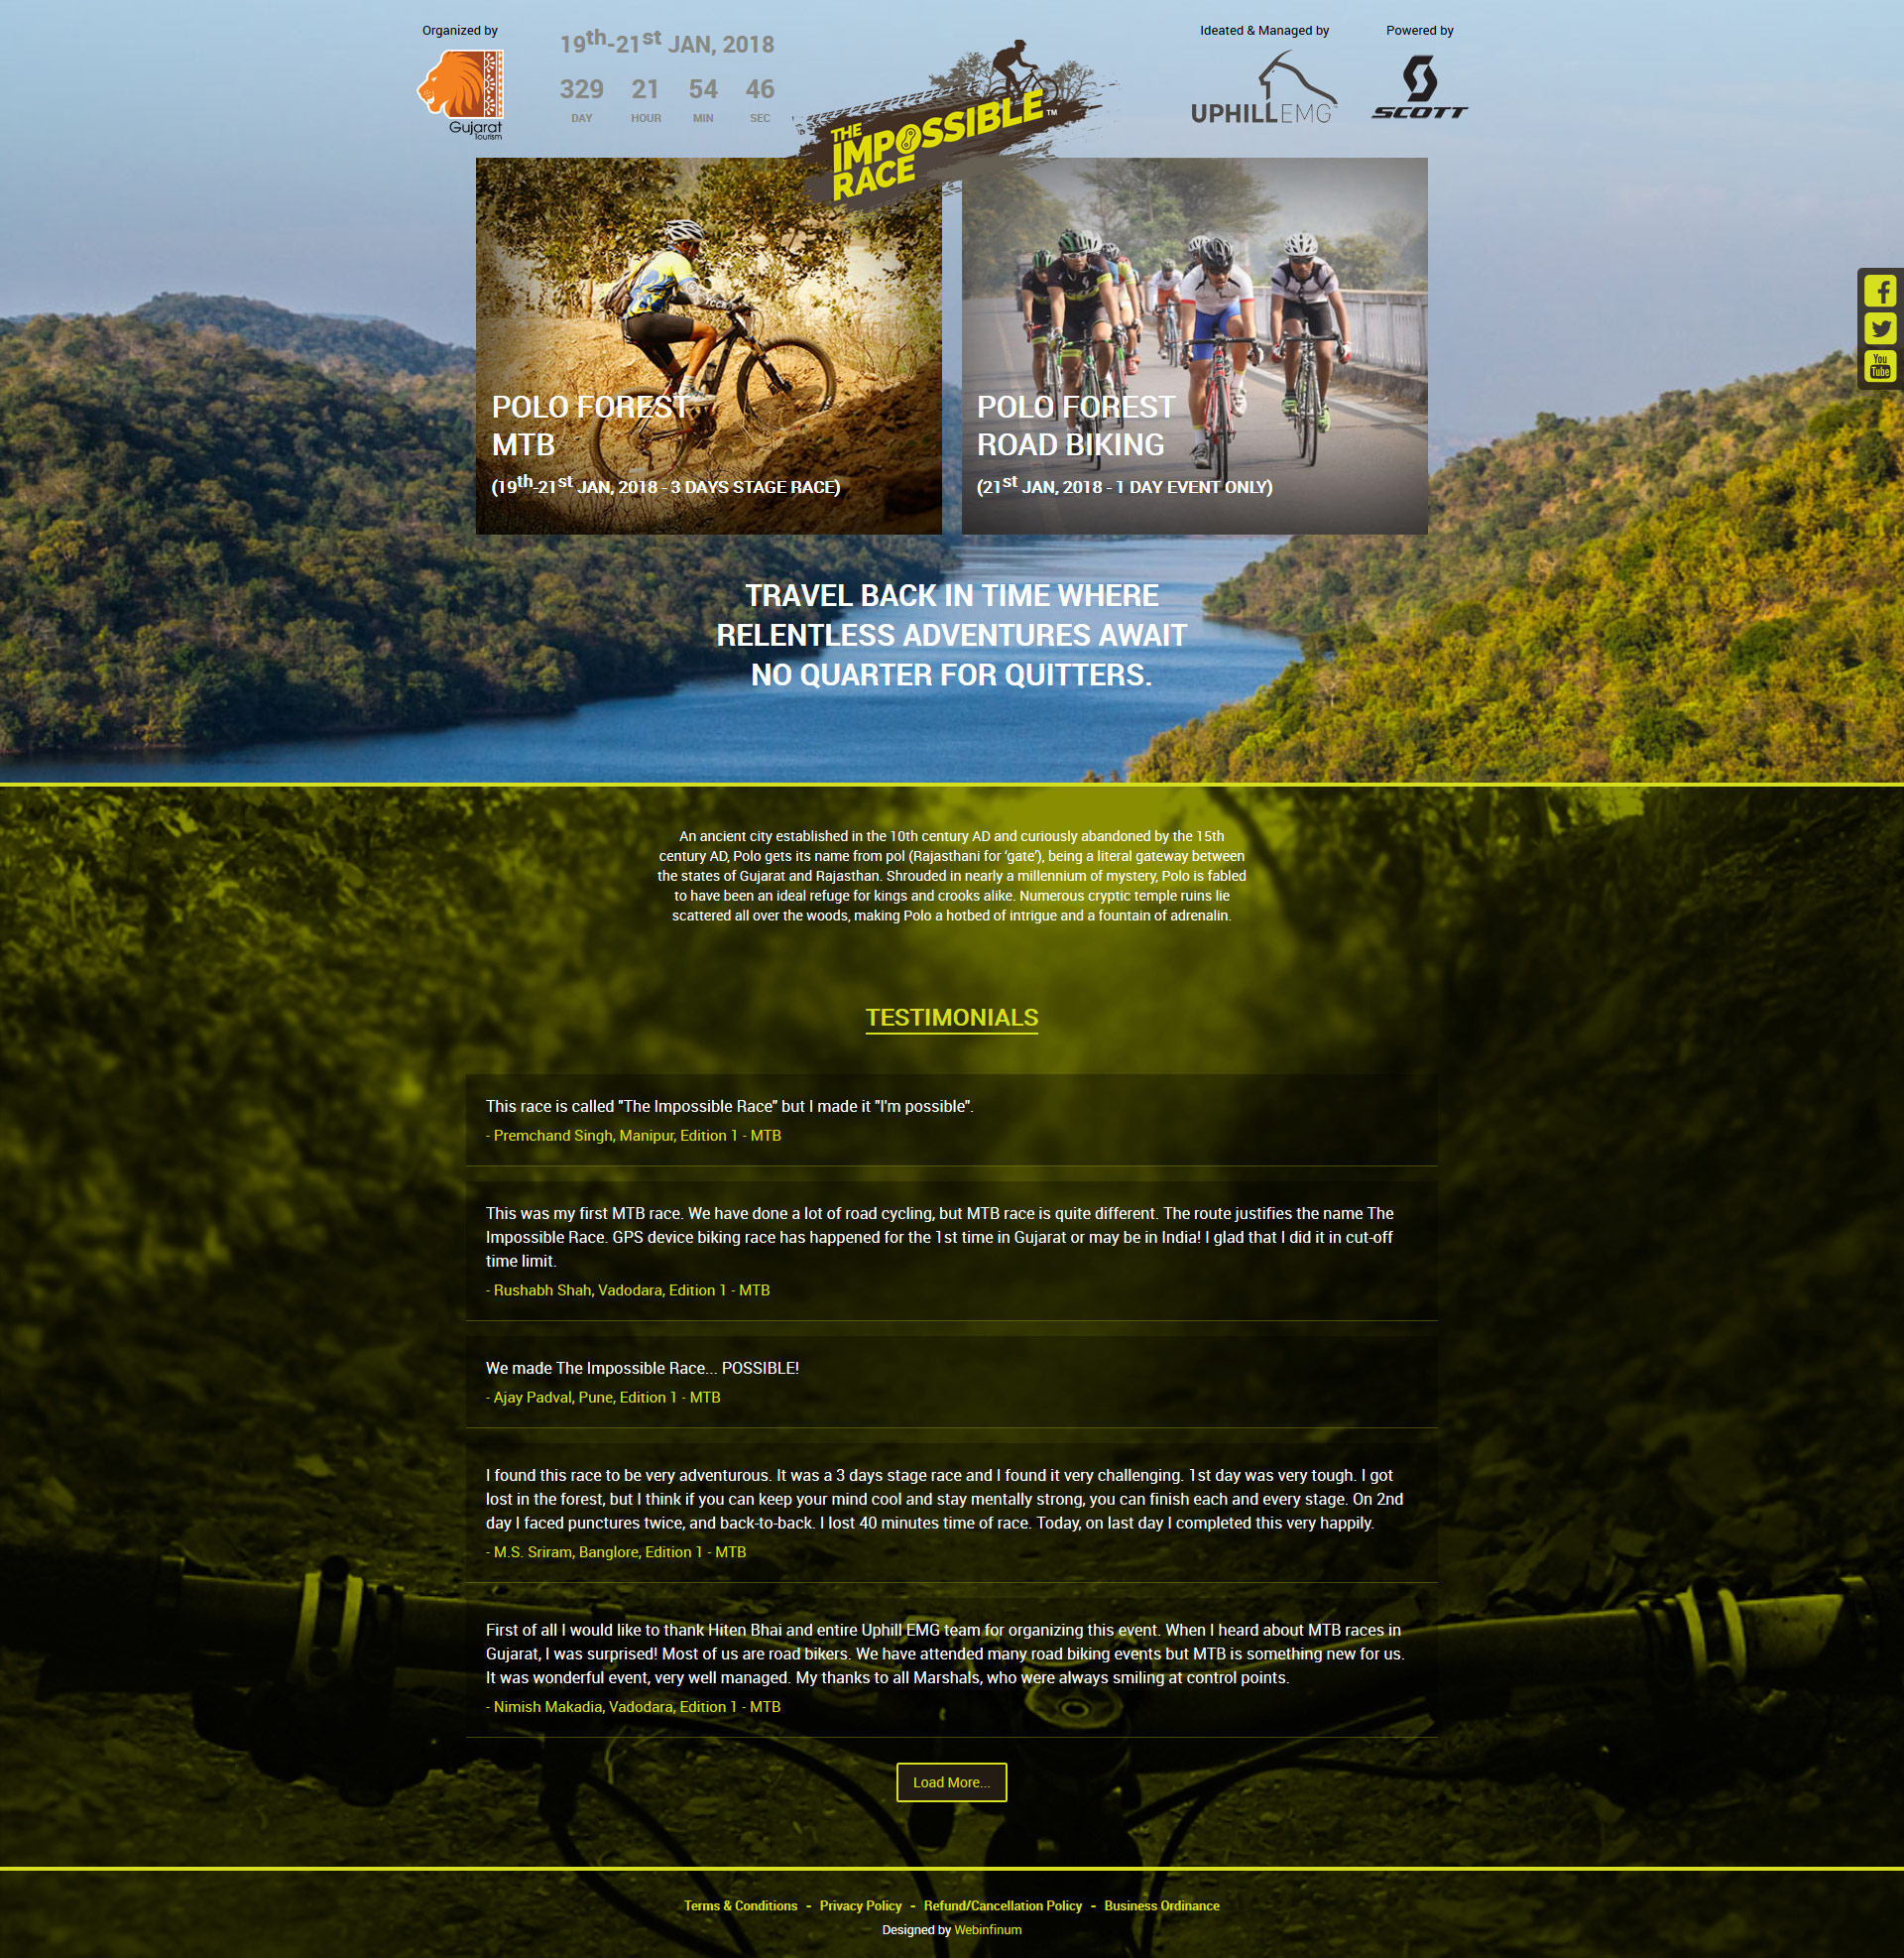 Organized by
Gujarat
Tourism
19th-21st JAN, 2018
329 21 54 46
DAY HOUR MIN SEC
THE
IMPOSSIBLE™
RACE
Ideated & Managed by
UPHILLEMG
Powered by
SCOTT
You
Tube
POLO FOREST
MTB
(19th-21st JAN, 2018 - 3 DAYS STAGE RACE)
POLO FOREST
ROAD BIKING
(21st JAN, 2018 - 1 DAY EVENT ONLY)
TRAVEL BACK IN TIME WHERE
RELENTLESS ADVENTURES AWAIT
NO QUARTER FOR QUITTERS.
An ancient city established in the 10th century AD and curiously abandoned by the 15th
century AD, Polo gets its name from pol (Rajasthani for ‘gate’), being a literal gateway between
the states of Gujarat and Rajasthan. Shrouded in nearly a millennium of mystery, Polo is fabled
to have been an ideal refuge for kings and crooks alike. Numerous cryptic temple ruins lie
scattered all over the woods, making Polo a hotbed of intrigue and a fountain of adrenalin.
TESTIMONIALS
This race is called "The Impossible Race" but I made it "I'm possible".
- Premchand Singh, Manipur, Edition 1 - MTB
This was my first MTB race. We have done a lot of road cycling, but MTB race is quite different. The route justifies the name The
Impossible Race. GPS device biking race has happened for the 1st time in Gujarat or may be in India! I glad that I did it in cut-off
time limit.
- Rushabh Shah, Vadodara, Edition 1 - MTB
We made The Impossible Race... POSSIBLE!
- Ajay Padval, Pune, Edition 1 - MTB
I found this race to be very adventurous. It was a 3 days stage race and I found it very challenging. 1st day was very tough. I got
lost in the forest, but I think if you can keep your mind cool and stay mentally strong, you can finish each and every stage. On 2nd
day I faced punctures twice, and back-to-back. I lost 40 minutes time of race. Today, on last day I completed this very happily.
- M.S. Sriram, Banglore, Edition 1 - MTB
First of all I would like to thank Hiten Bhai and entire Uphill EMG team for organizing this event. When I heard about MTB races in
Gujarat, I was surprised! Most of us are road bikers. We have attended many road biking events but MTB is something new for us.
It was wonderful event, very well managed. My thanks to all Marshals, who were always smiling at control points.
- Nimish Makadia, Vadodara, Edition 1 - MTB
Load More...
Terms & Conditions - Privacy Policy - Refund/Cancellation Policy - Business Ordinance
Designed by Webinfinum